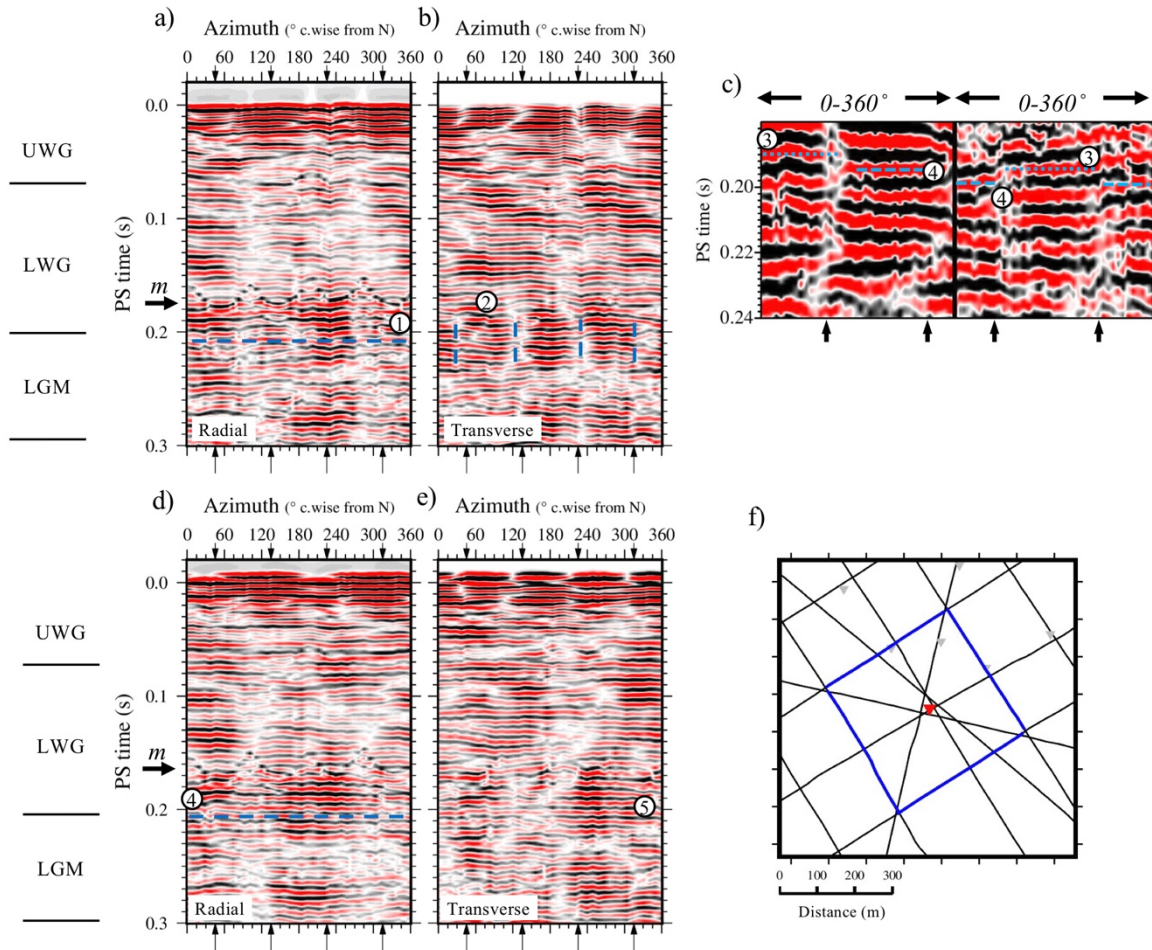 a)
b)
Azimuth (° c.wise from N)
Azimuth (° c.wise from N)
0 60 120 180 240 300 360
0 60 120 180 240 300 360
c)
0-360°
0-360°
UWG
LWG
LGM
PS time (s)
m
0.0
0.1
0.2
0.3
1
2
Radial
Transverse
PS time (s)
0.20
0.22
0.24
3
4
3
4
d)
e)
Azimuth (° c.wise from N)
Azimuth (° c.wise from N)
0 60 120 180 240 300 360
0 60 120 180 240 300 360
f)
UWG
LWG
LGM
PS time (s)
m
0.0
0.1
0.2
0.3
4
5
Radial
Transverse
0 100 200 300
Distance (m)